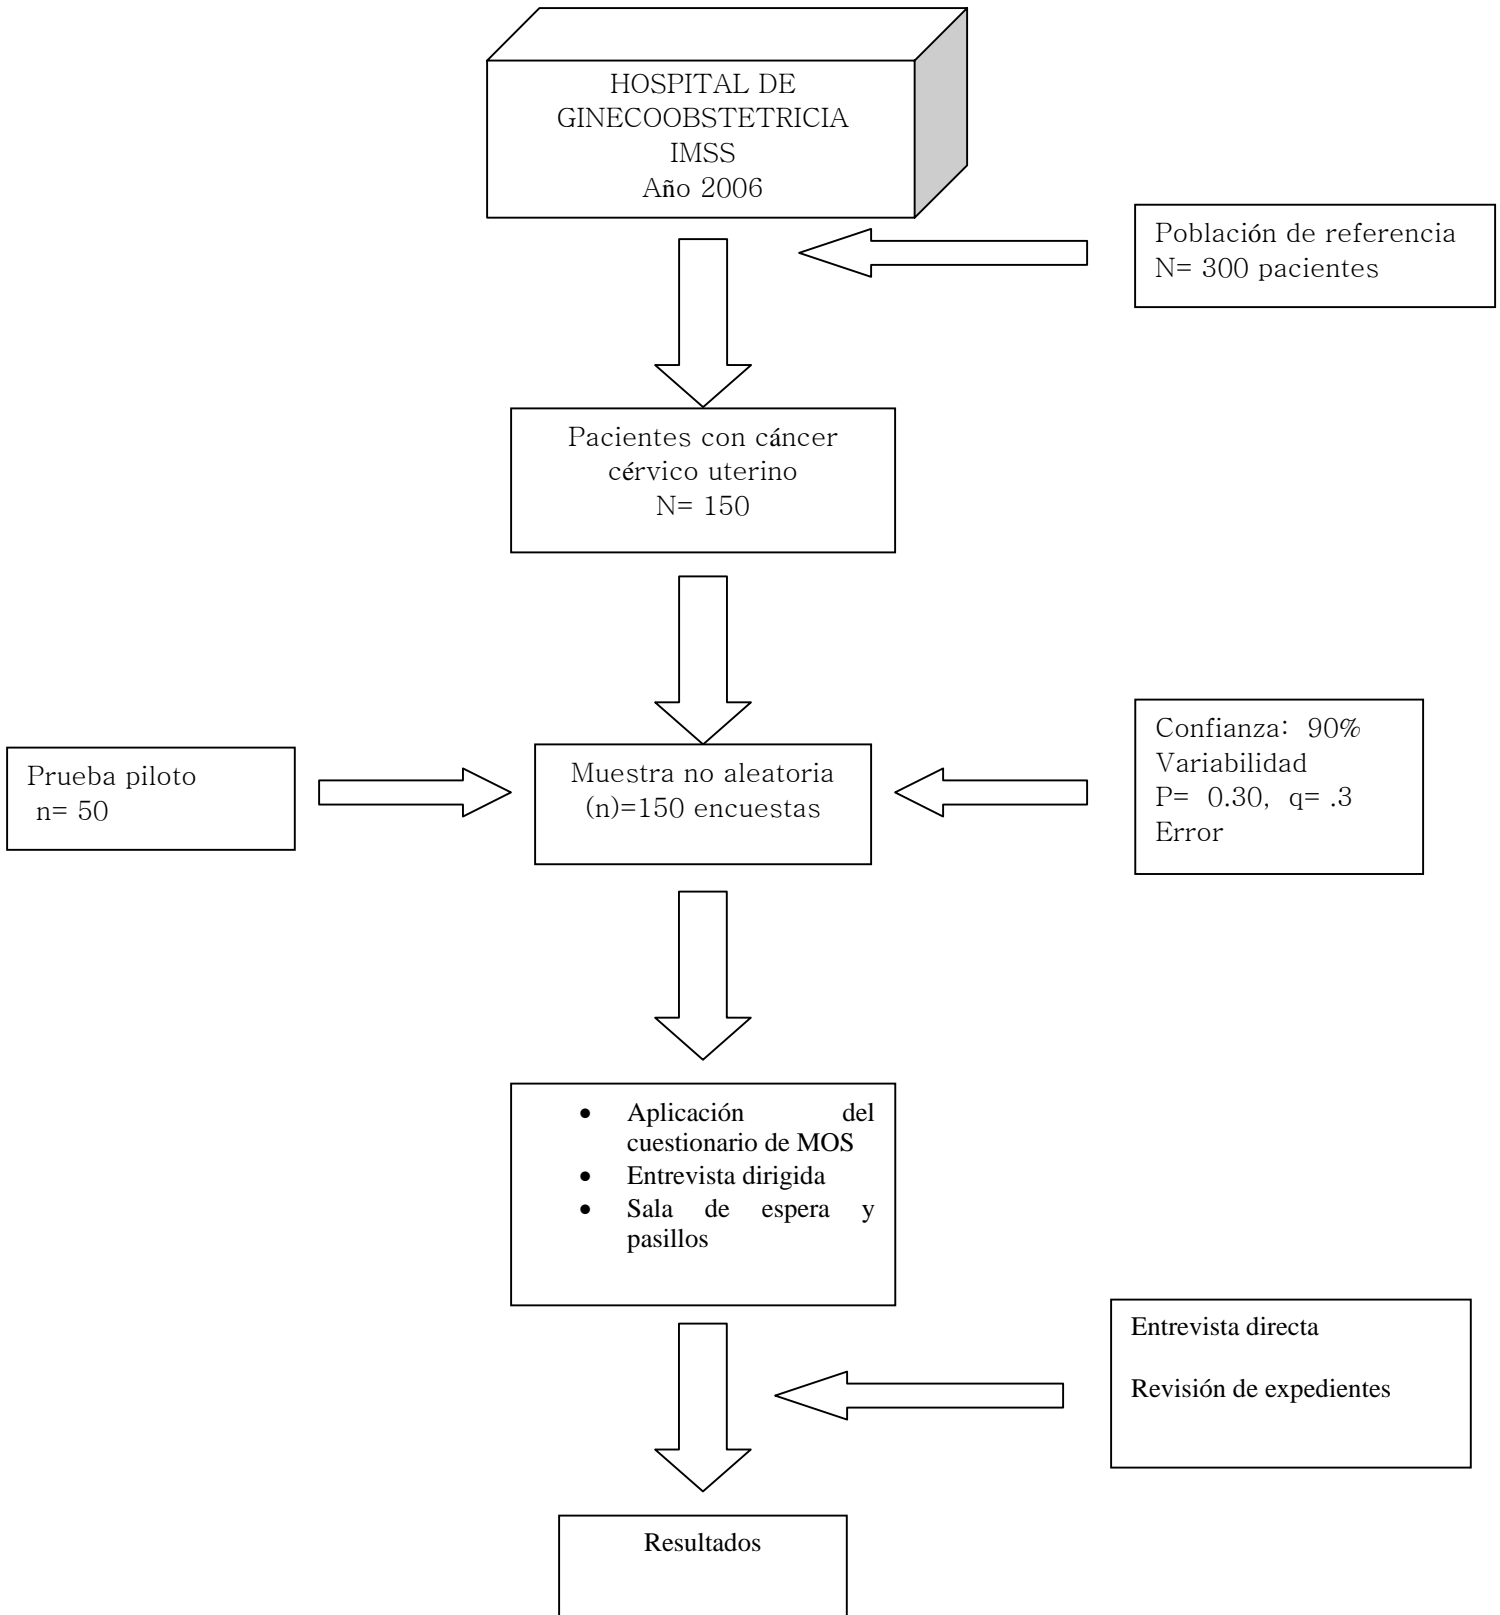 HOSPITAL DE
GINECOOBSTETRICIA
IMSS
Año 2006
Población de referencia
N= 300 pacientes
Pacientes con cáncer
cérvico uterino
N= 150
Prueba piloto
n= 50
Muestra no aleatoria
(n)=150 encuestas
Confianza: 90%
Variabilidad
P= 0.30, q= .3
Error
• Aplicación del
cuestionario de MOS
• Entrevista dirigida
• Sala de espera y
pasillos
Entrevista directa
Revisión de expedientes
Resultados